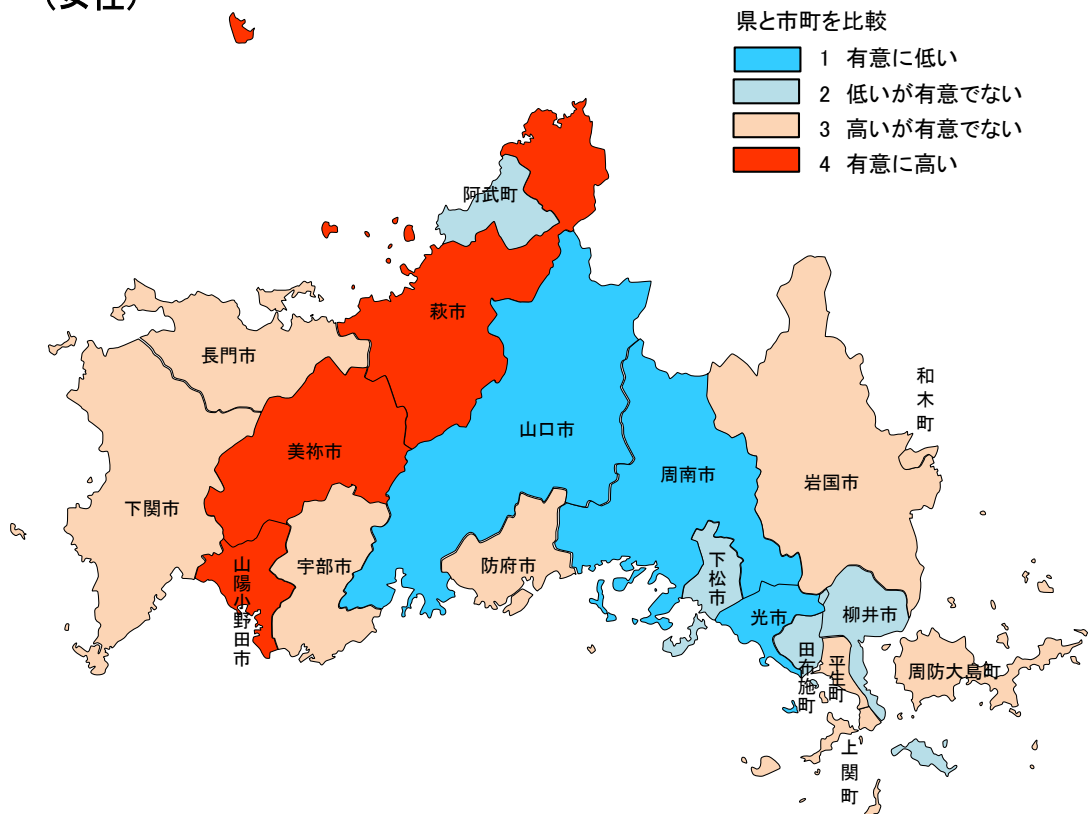 （女性）
県と市町を比較
1 有意に低い
2 低いが有意でない
3 高いが有意でない
4 有意に高い
阿武町
萩市
長門市
和木町
山口市
美祢市
周南市
岩国市
下関市
山陽小野田市
宇部市
防府市
下松市
光市
柳井市
田布施町
平生町
周防大島町
上関町